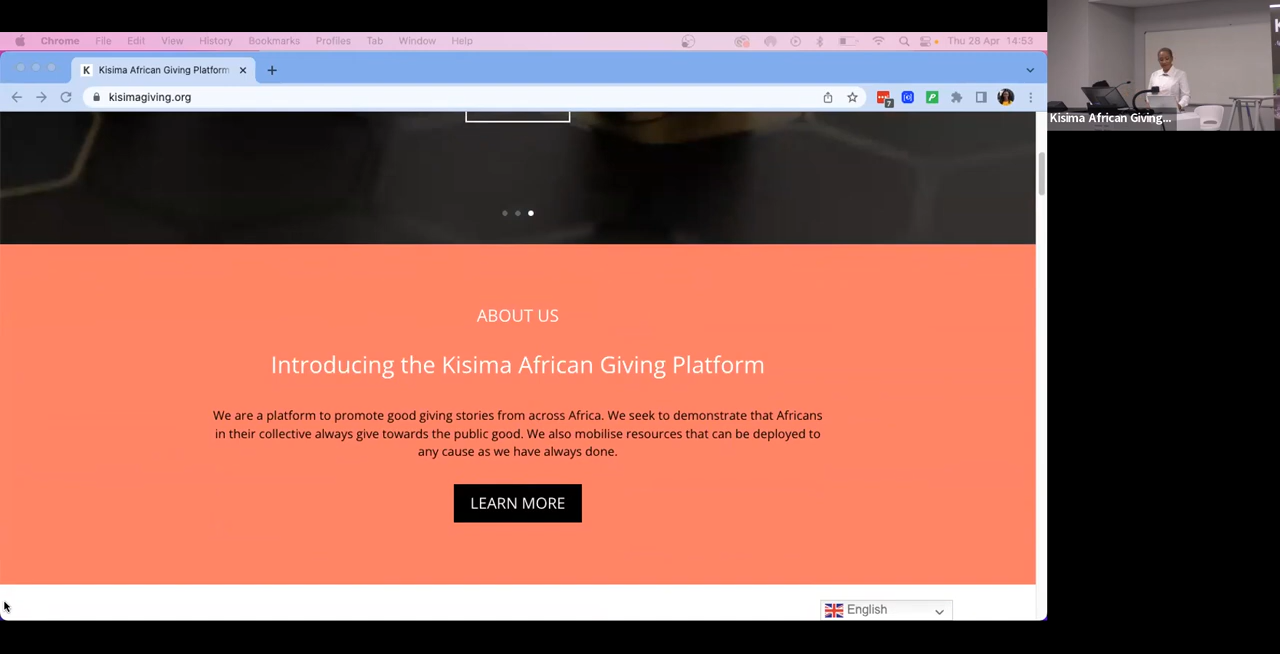 Chrome File Edit View History Bookmarks Profiles Tab Window Help Thu 28 Apr 14:53
K Kisima African Giving Platform
kisimagiving.org
7
ABOUT US
Introducing the Kisima African Giving Platform
We are a platform to promote good giving stories from across Africa. We seek to demonstrate that Africans
in their collective always give towards the public good. We also mobilise resources that can be deployed to
any cause as we have always done.
LEARN MORE
English
Kisima African Giving...